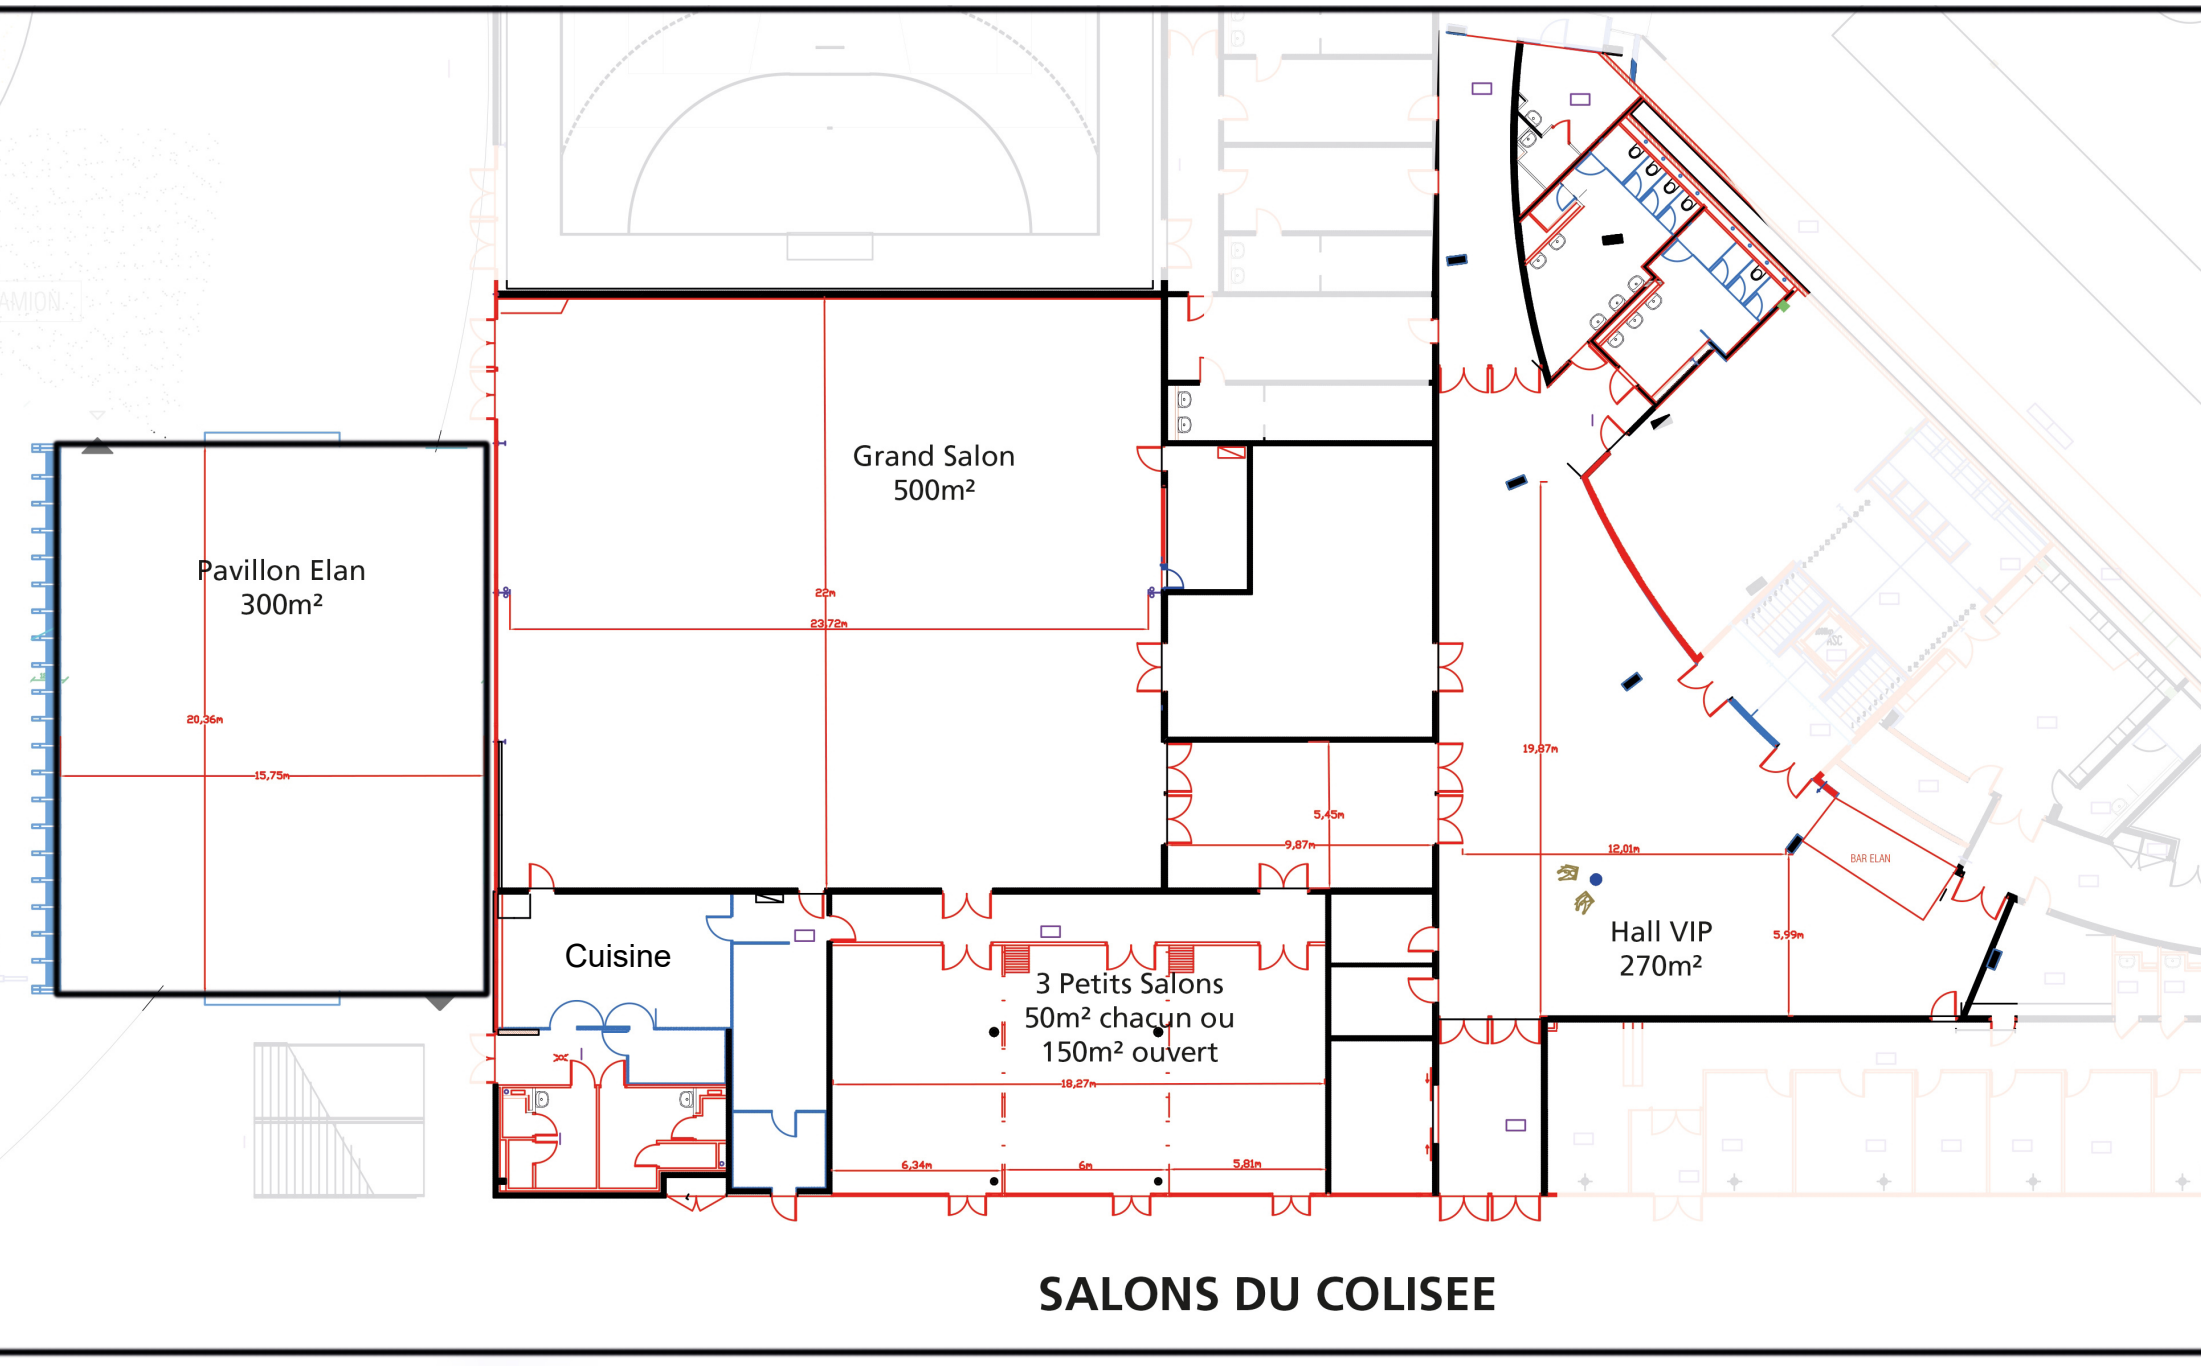 AMION
Grand Salon
500m²
Pavillon Elan
300m²
22m
23,72m
ASC
20,36m
19,87m
15,75m
5,45m
9,87m
12,01m
BAR ELAN
Cuisine
Hall VIP
270m²
5,99m
3 Petits Salons
50m² chacun ou
150m² ouvert
18,27m
6,34m
6m
5,81m
SALONS DU COLISEE